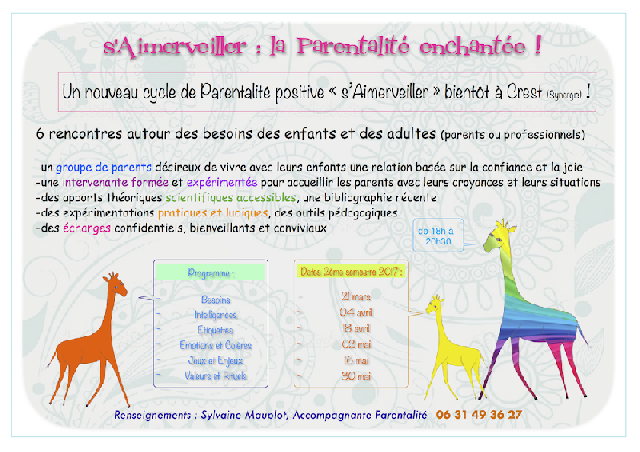 s'Aimerveiller : la Parentalité enchantée !
Un nouveau cycle de Parentalité positive « s'Aimerveiller » bientôt à Crest (Synergie) !
6 rencontres autour des besoins des enfants et des adultes (parents ou professionnels)
-un groupe de parents désireux de vivre avec leurs enfants une relation basée sur la confiance et la joie
-une intervenante formée et expérimentée pour accueillir les parents avec leurs croyances et leurs situations
-des apports théoriques scientifiques accessibles, une bibliographie récente
-des expérimentations pratiques et ludiques, des outils pédagogiques
-des échanges confidentiels, bienveillants et conviviaux
de 18h à
20h30
Programme :
- Besoins
- Intelligences
- Etiquettes
- Emotions et Colères
- Jeux et Enjeux
- Valeurs et Rituels
Dates 2ème semestre 2017 :
- 21 mars
- 04 avril
- 18 avril
- 02 mai
- 16 mai
- 30 mai
Renseignements : Sylvaine Mauplot, Accompagnante Parentalité 06 31 49 36 27